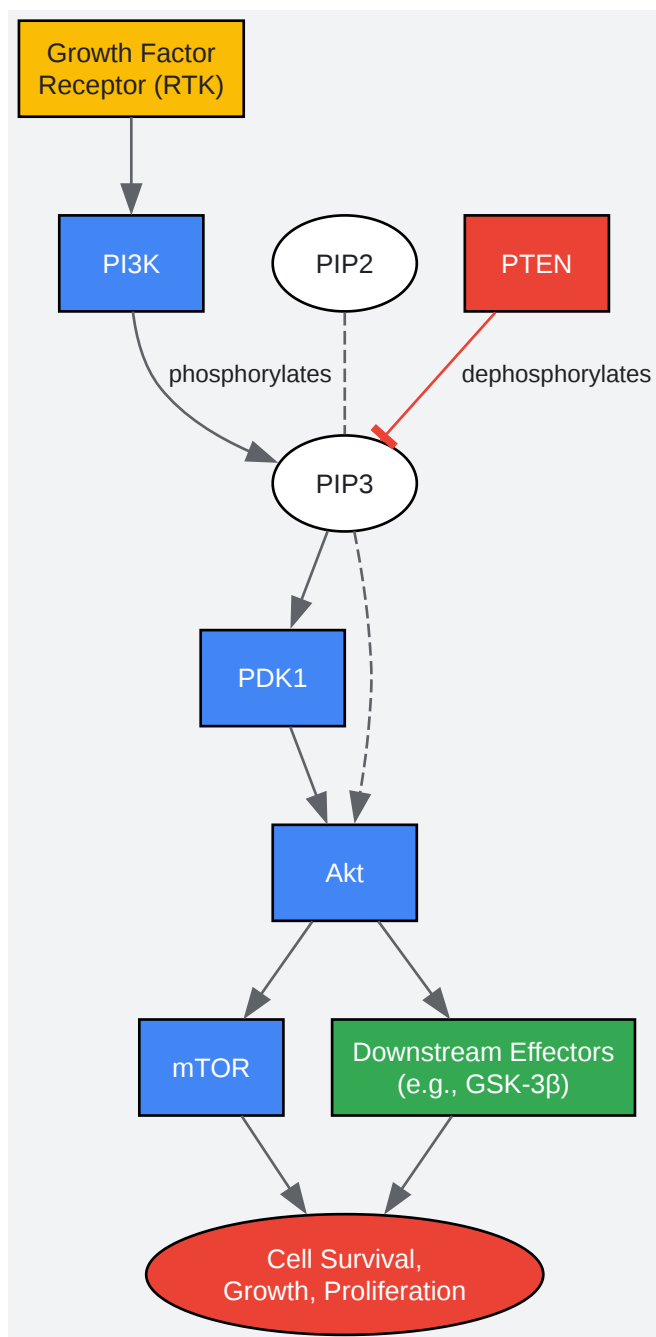 Growth Factor
Receptor (RTK)
PI3K
PIP2
PTEN
phosphorylates
dephosphorylates
PIP3
PDK1
Akt
mTOR
Downstream Effectors
(e.g., GSK-3β)
Cell Survival,
Growth, Proliferation